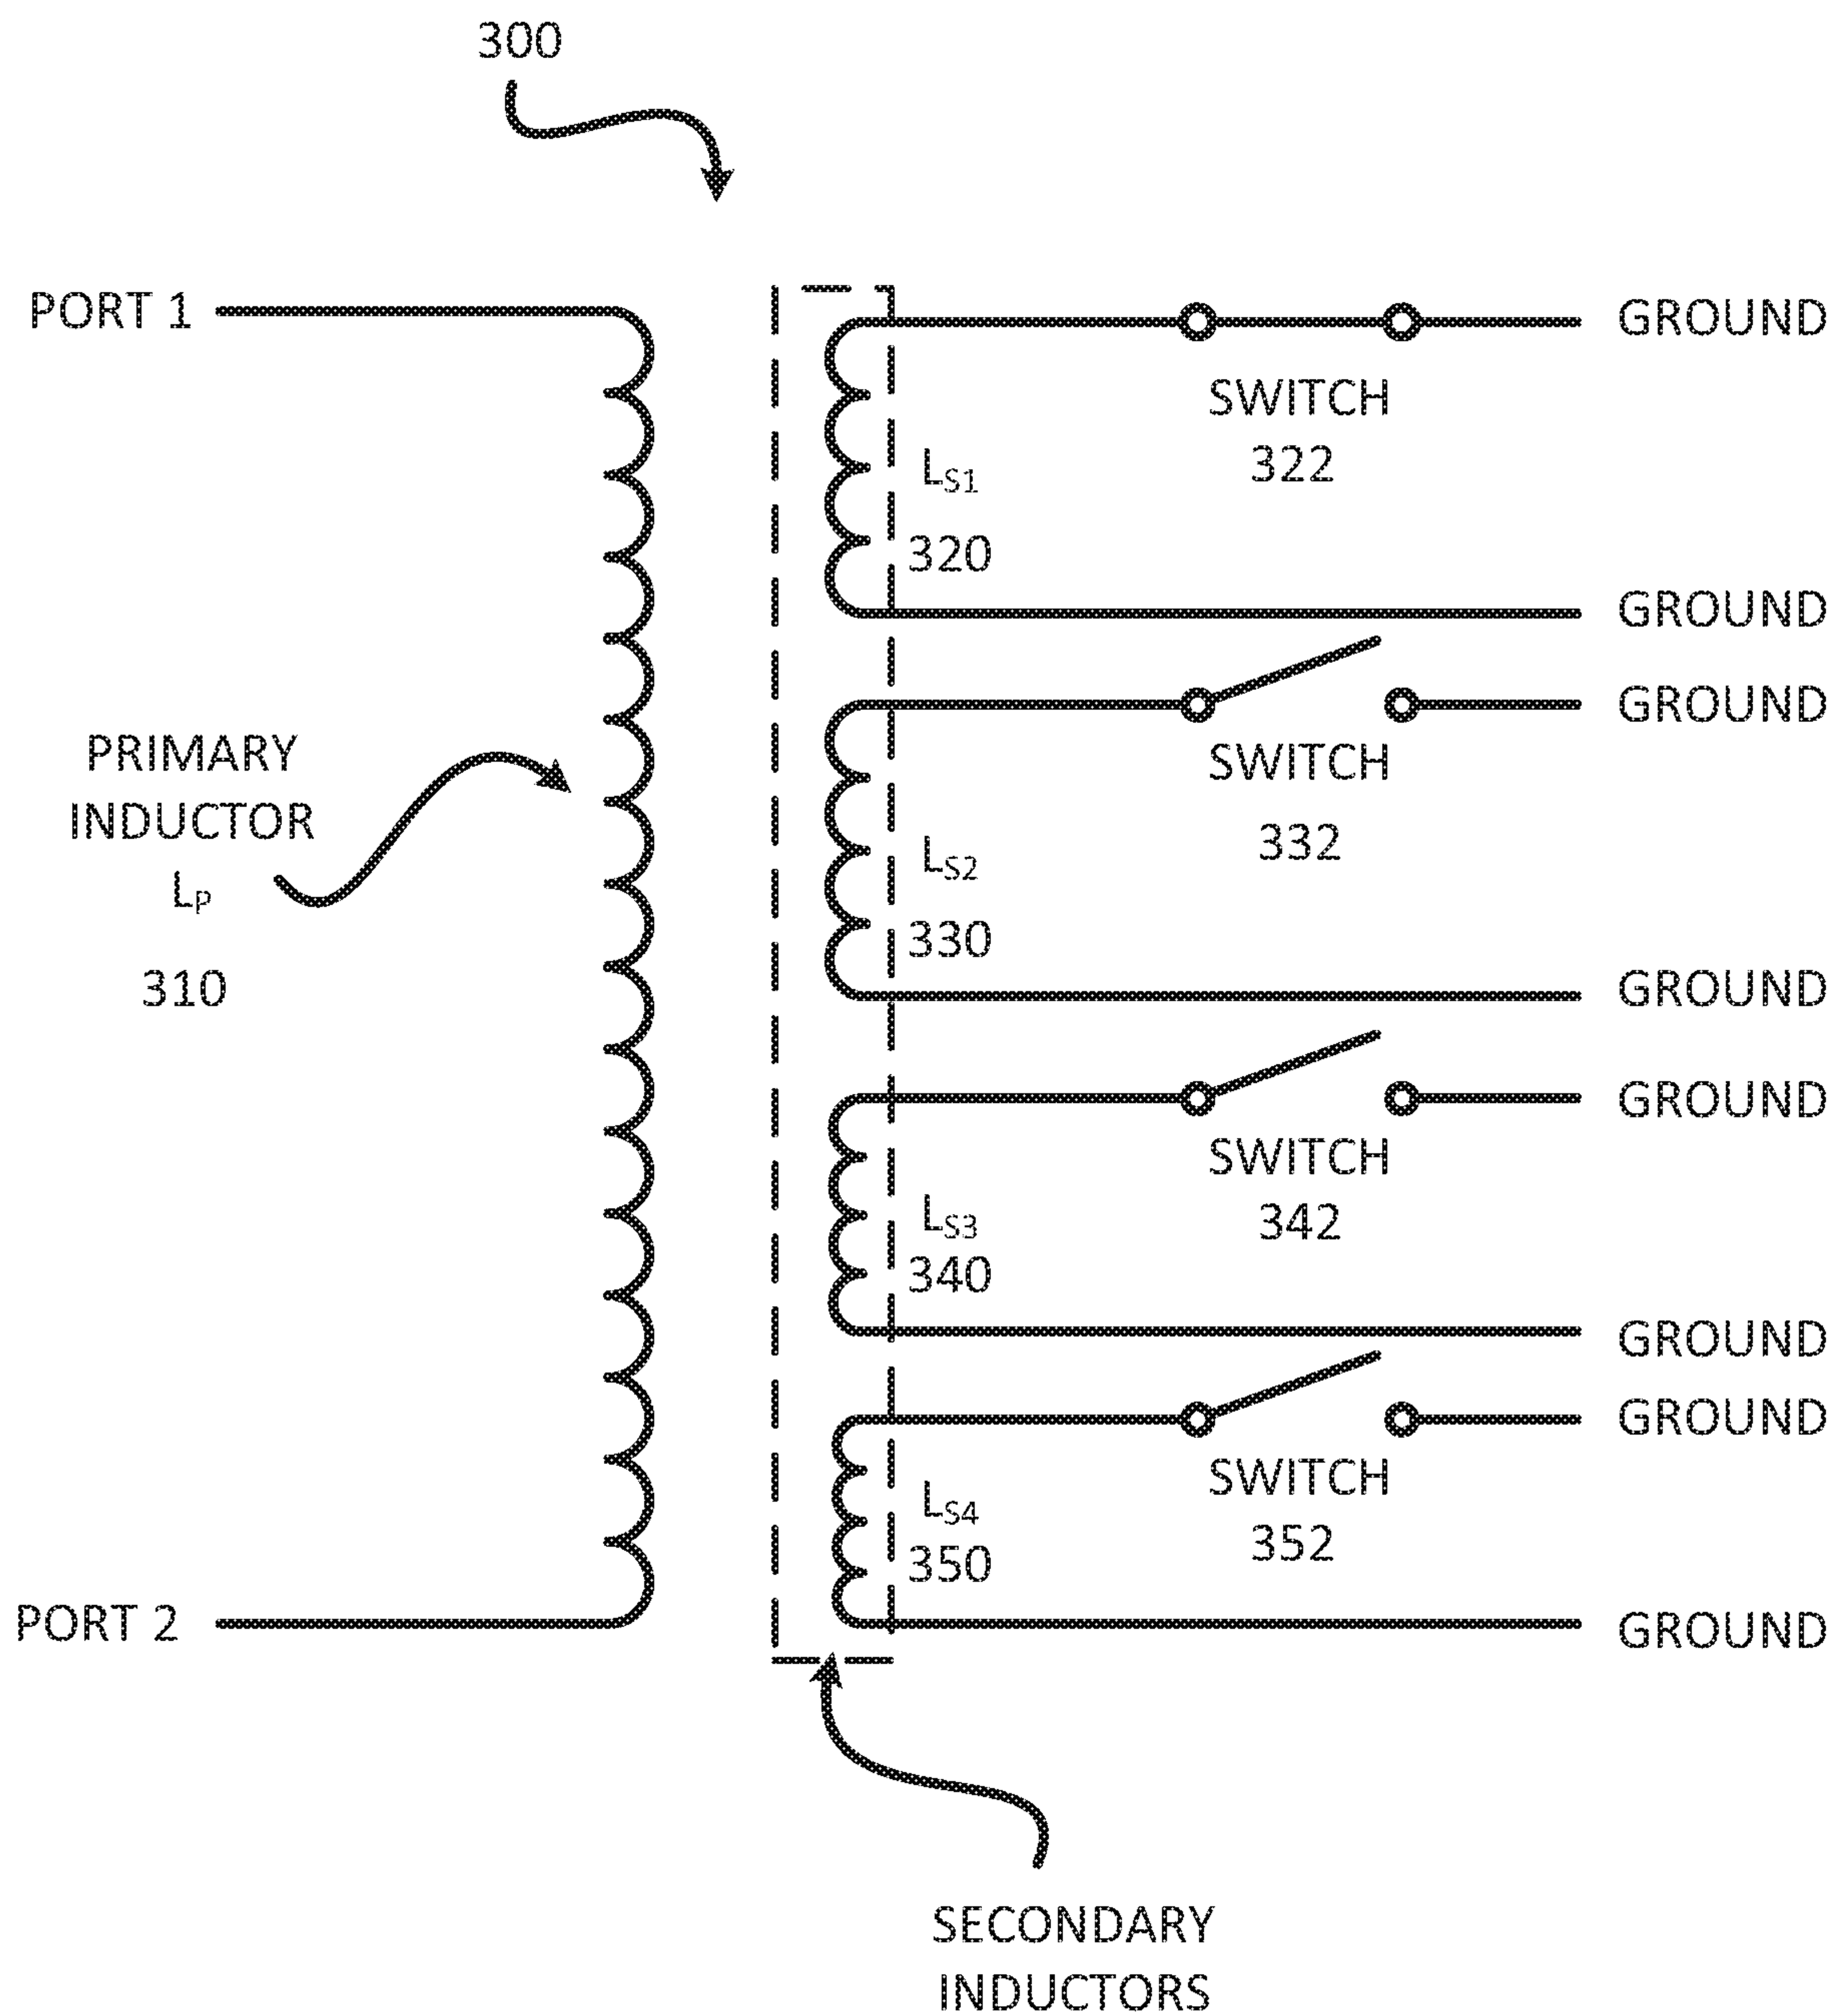 300
PORT 1
GROUND
SWITCH
322
LS1
320
GROUND
GROUND
SWITCH
332
PRIMARY
INDUCTOR
LP
310
LS2
330
GROUND
GROUND
SWITCH
342
LS3
340
GROUND
GROUND
SWITCH
352
LS4
350
PORT 2
GROUND
SECONDARY
INDUCTORS